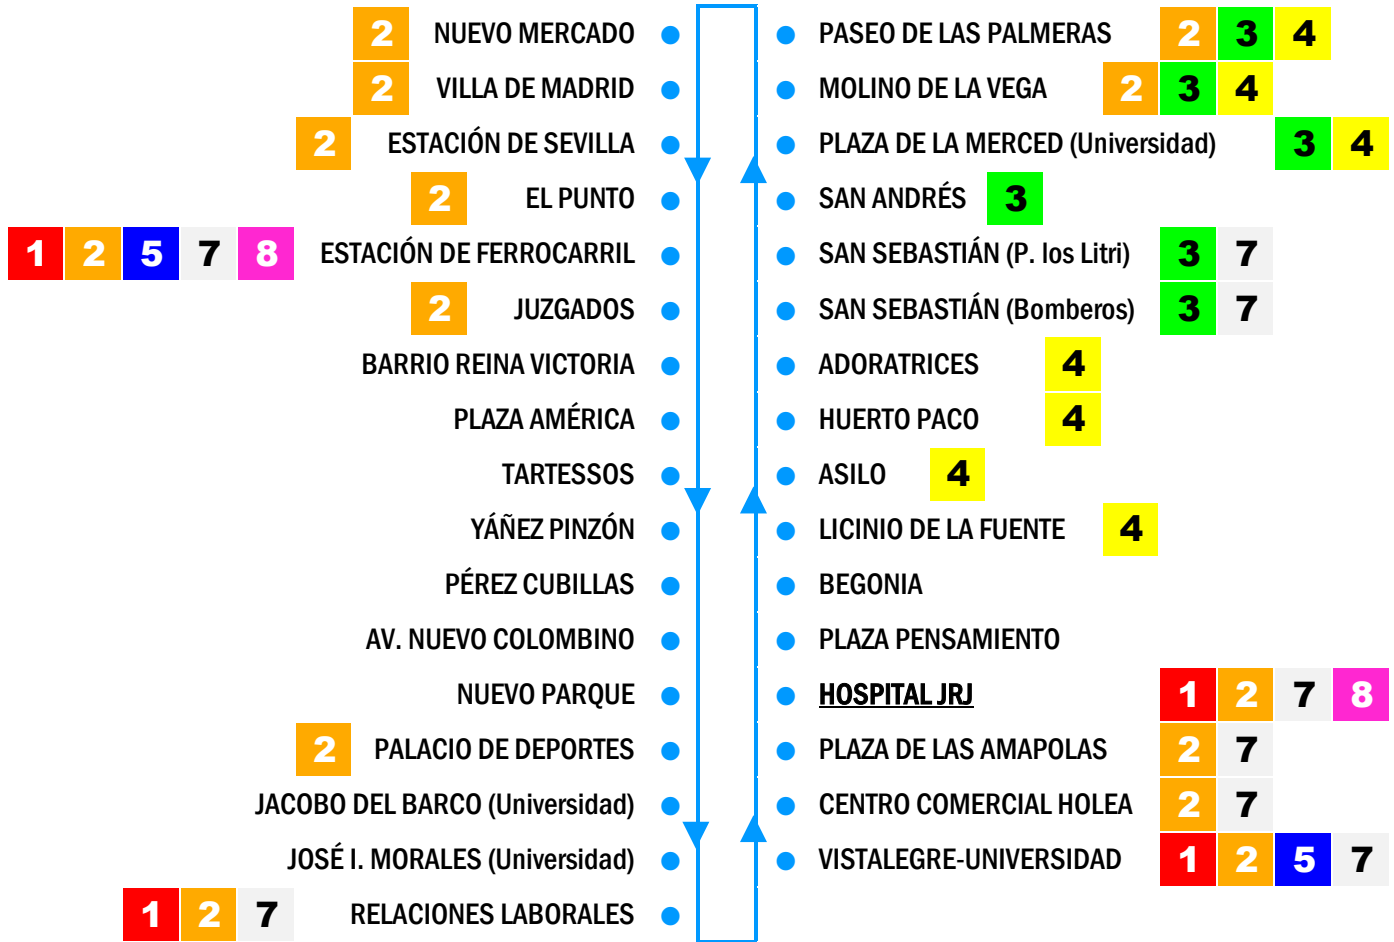 2 NUEVO MERCADO
2 VILLA DE MADRID
2 ESTACIÓN DE SEVILLA
2 EL PUNTO
1 2 5 7 8 ESTACIÓN DE FERROCARRIL
2 JUZGADOS
BARRIO REINA VICTORIA
PLAZA AMÉRICA
TARTESSOS
YÁÑEZ PINZÓN
PÉREZ CUBILLAS
AV. NUEVO COLOMBINO
NUEVO PARQUE
2 PALACIO DE DEPORTES
JACOBO DEL BARCO (Universidad)
JOSÉ I. MORALES (Universidad)
1 2 7 RELACIONES LABORALES
PASEO DE LAS PALMERAS 2 3 4
MOLINO DE LA VEGA 2 3 4
PLAZA DE LA MERCED (Universidad) 3 4
SAN ANDRÉS 3
SAN SEBASTIÁN (P. los Litri) 3 7
SAN SEBASTIÁN (Bomberos) 3 7
ADORATRICES 4
HUERTO PACO 4
ASILO 4
LICINIO DE LA FUENTE 4
BEGONIA
PLAZA PENSAMIENTO
HOSPITAL JRJ 1 2 7 8
PLAZA DE LAS AMAPOLAS 2 7
CENTRO COMERCIAL HOLEA 2 7
VISTALEGRE-UNIVERSIDAD 1 2 5 7